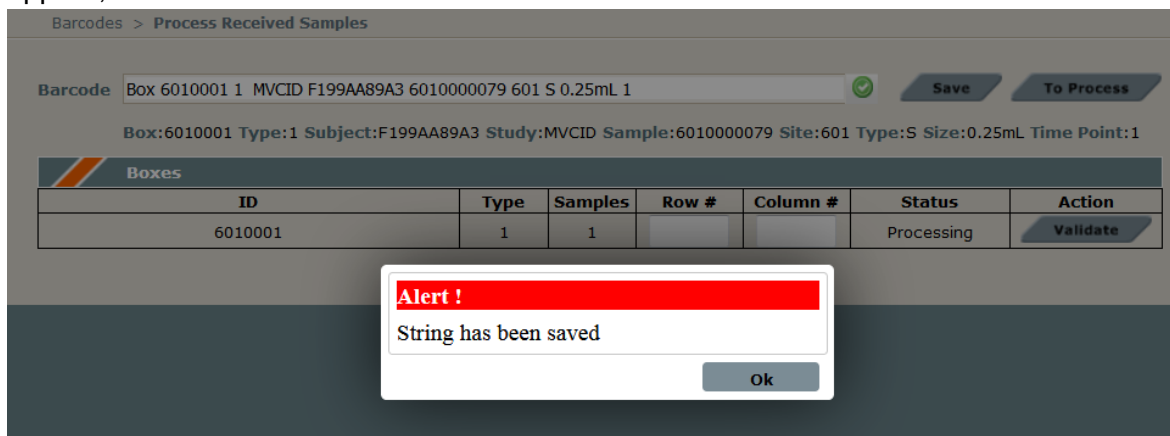 Barcodes > Process Received Samples
Barcode Box 6010001 1 MVCID F199AA89A3 6010000079 601 S 0.25mL 1 Save To Process
Box:6010001 Type:1 Subject:F199AA89A3 Study:MVCID Sample:6010000079 Site:601 Type:S Size:0.25mL Time Point:1
Boxes
ID Type Samples Row # Column # Status Action
6010001 1 1 Processing Validate
Alert !
String has been saved
Ok